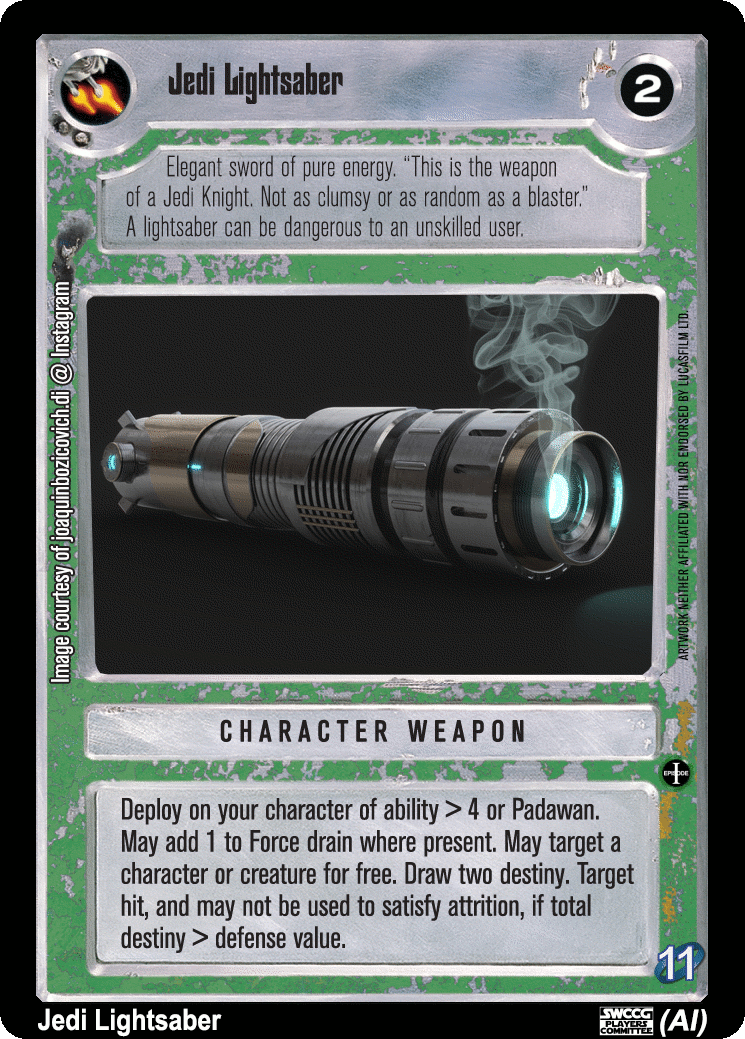 Jedi Lightsaber
2
Elegant sword of pure energy. “This is the weapon
of a Jedi Knight. Not as clumsy or as random as a blaster.”
A lightsaber can be dangerous to an unskilled user.
Image courtesy of joaquinbozicovich.di @ Instagram
ARTWORK NEITHER AFFILIATED WITH NOR ENDORSED BY LUCASFILM LTD.
CHARACTER WEAPON
EPISODE
I
Deploy on your character of ability > 4 or Padawan.
May add 1 to Force drain where present. May target a
character or creature for free. Draw two destiny. Target
hit, and may not be used to satisfy attrition, if total
destiny > defense value.
11
Jedi Lightsaber
SWCCG
PLAYERS
COMMITTEE
(AI)